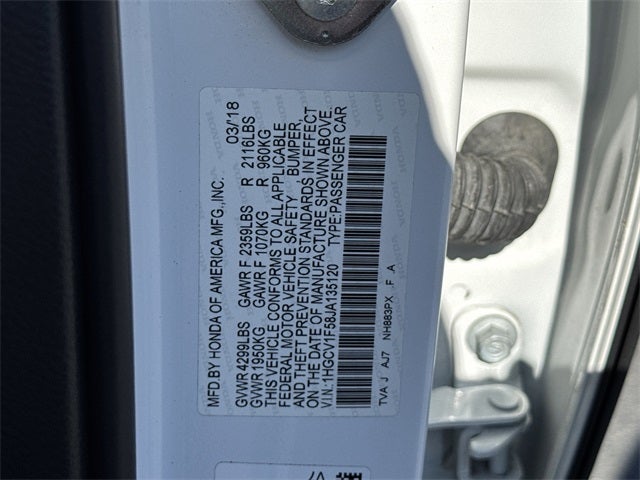 MFD.BY HONDA OF AMERICA MFG.,INC. 03/18
GVWR 4299LBS GAWR F 2359LBS R 2116LBS
GVWR 1950KG GAWR F 1070KG R 960KG
THIS VEHICLE CONFORMS TO ALL APPLICABLE
FEDERAL MOTOR VEHICLE SAFETY BUMPER,
AND THEFT PREVENTION STANDARDS IN EFFECT
ON THE DATE OF MANUFACTURE SHOWN ABOVE.
V.I.N.:1HGCV1F58JA135120 TYPE:PASSENGER CAR
TVA J AJ7 NH883PX F A